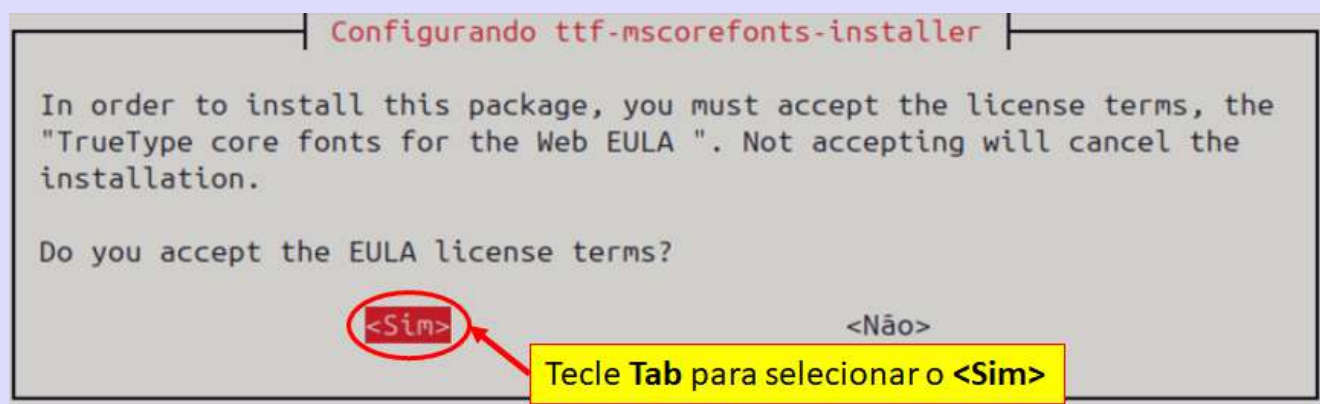 Configurando ttf-mscorefonts-installer
In order to install this package, you must accept the license terms, the
"TrueType core fonts for the Web EULA ". Not accepting will cancel the
installation.
Do you accept the EULA license terms?
<Sim> <Não>
Tecle Tab para selecionar o <Sim>